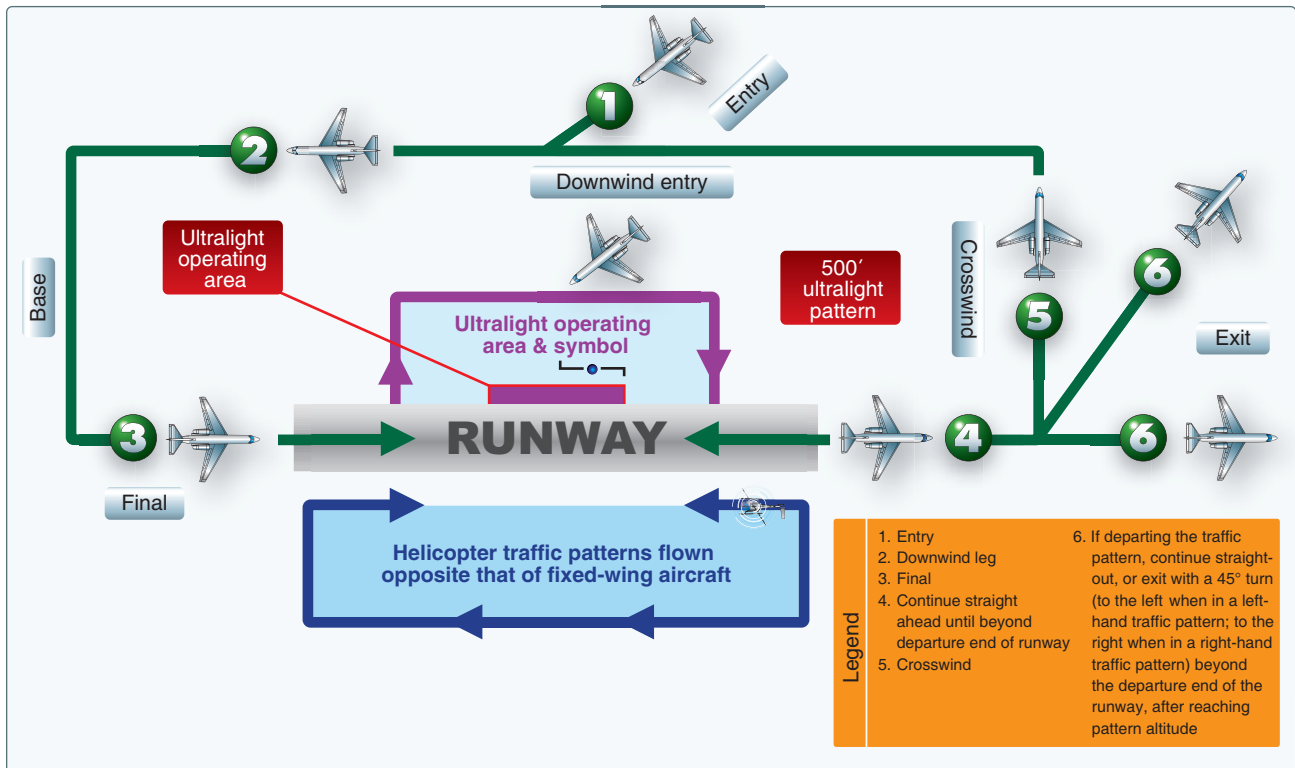 1
Entry
2
Downwind entry
Ultralight
operating
area
Base
500′
ultralight
pattern
Crosswind
6
5
Exit
Ultralight operating
area & symbol
3
RUNWAY
4
6
Final
Helicopter traffic patterns flown
opposite that of fixed-wing aircraft
Legend
1. Entry
2. Downwind leg
3. Final
4. Continue straight
ahead until beyond
departure end of runway
5. Crosswind
6. If departing the traffic
pattern, continue straight-
out, or exit with a 45° turn
(to the left when in a left-
hand traffic pattern; to the
right when in a right-hand
traffic pattern) beyond
the departure end of the
runway, after reaching
pattern altitude